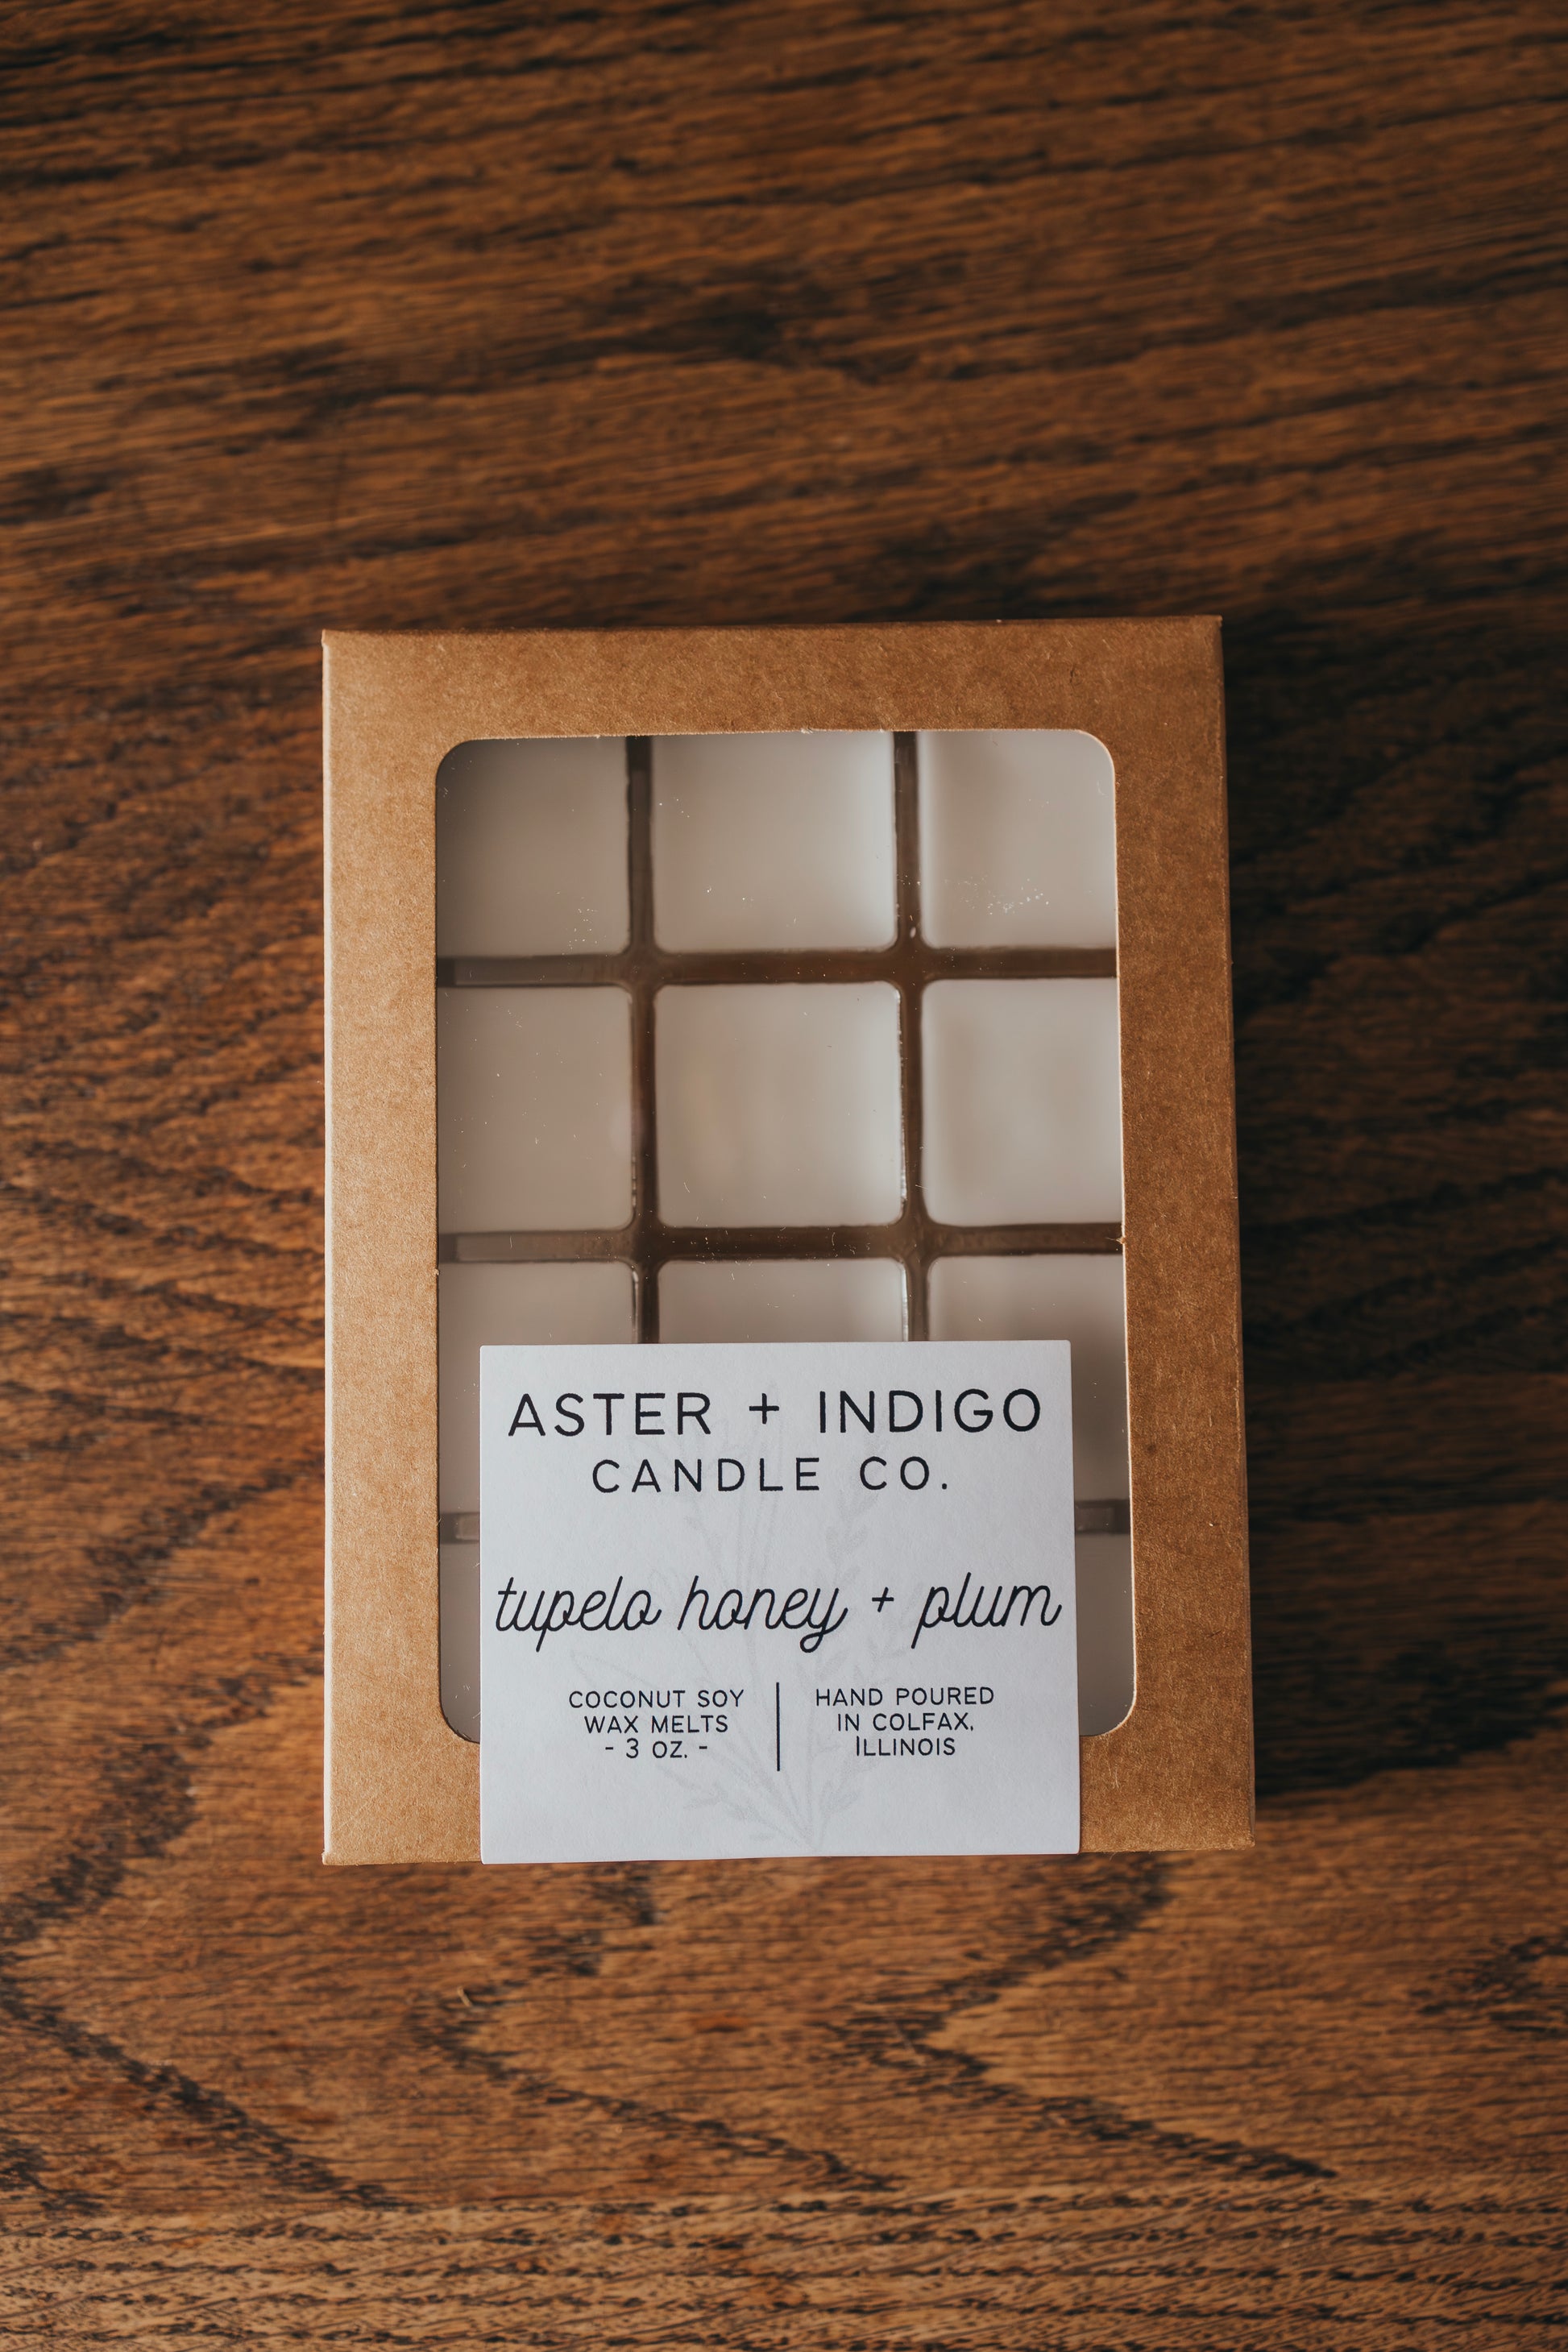 ASTER + INDIGO
CANDLE CO.
tupelo honey + plum
COCONUT SOY
WAX MELTS
- 3 OZ. -
HAND POURED
IN COLFAX,
ILLINOIS